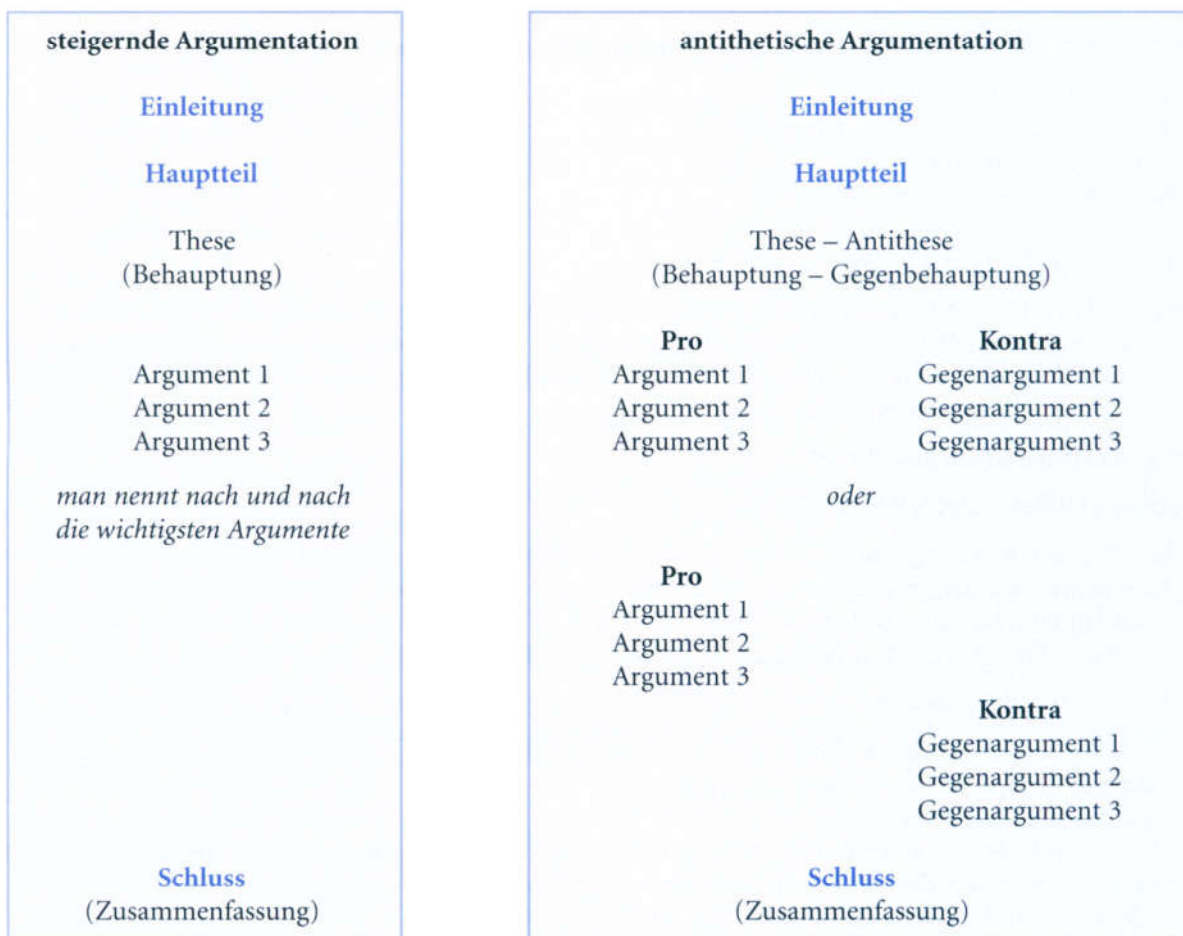 steigernde Argumentation
Einleitung
Hauptteil
These
(Behauptung)
Argument 1
Argument 2
Argument 3
man nennt nach und nach
die wichtigsten Argumente
Schluss
(Zusammenfassung)
antithetische Argumentation
Einleitung
Hauptteil
These – Antithese
(Behauptung – Gegenbehauptung)
Pro Kontra
Argument 1 Gegenargument 1
Argument 2 Gegenargument 2
Argument 3 Gegenargument 3
oder
Pro
Argument 1
Argument 2
Argument 3
Kontra
Gegenargument 1
Gegenargument 2
Gegenargument 3
Schluss
(Zusammenfassung)